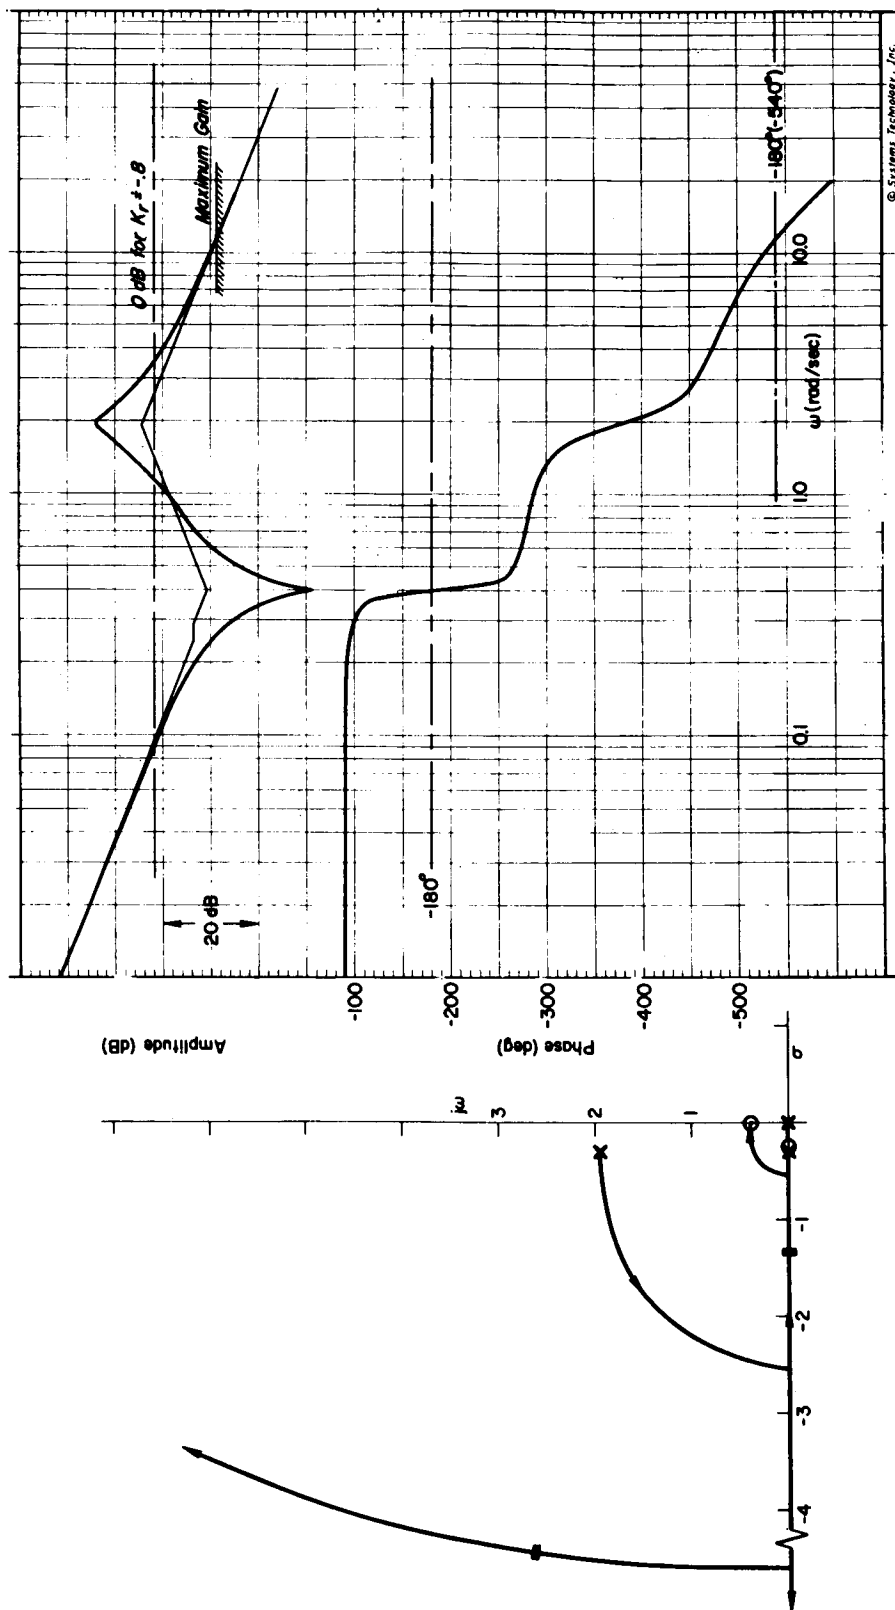 Amplitude (dB)
20 dB
0 dB for Kr ≐ -.8
Maximum Gain
Phase (deg)
-100
-200
-300
-400
-500
-180°
-180°(-540°)
0.1
1.0
10.0
ω (rad/sec)
jω
3
2
1
σ
-4
-3
-2
-1
© Systems Technology, Inc.